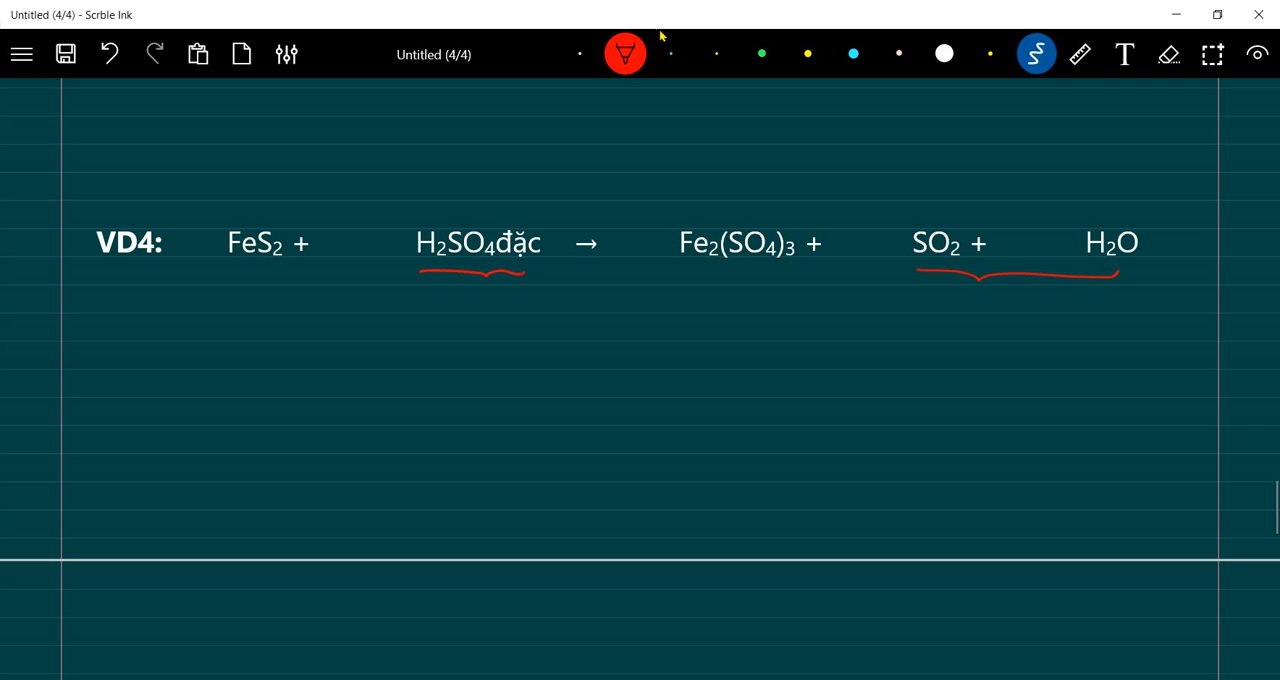 Untitled (4/4) - Scrble Ink
Untitled (4/4)
T
VD4: FeS₂ + H₂SO₄đặc → Fe₂(SO₄)₃ + SO₂ + H₂O